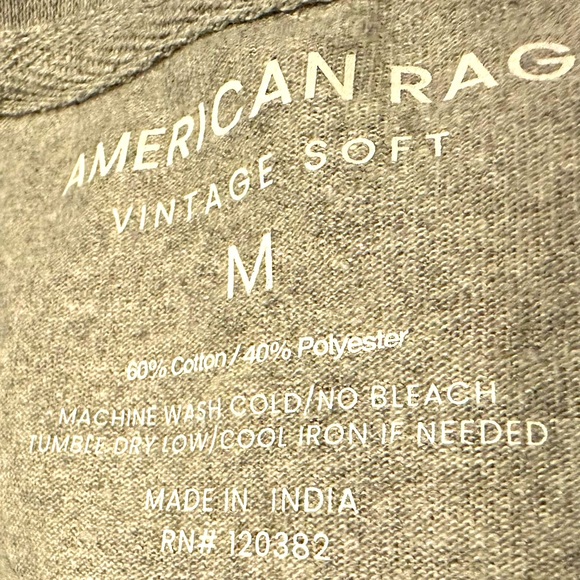 AMERICAN RAG
VINTAGE SOFT
M
60% Cotton / 40% Polyester
MACHINE WASH COLD/NO BLEACH
TUMBLE DRY LOW/COOL IRON IF NEEDED
MADE IN INDIA
RN# 120382